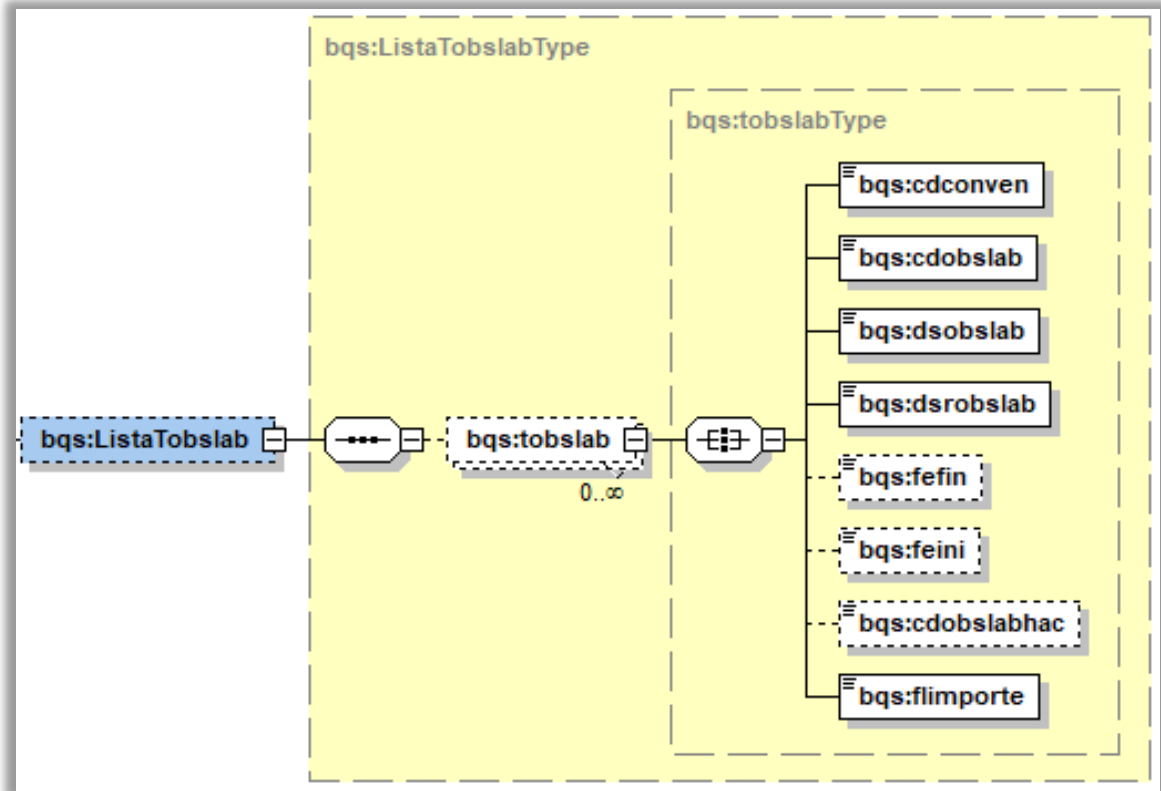 bqs:ListaTobslabType
bqs:tobslabType
bqs:cdconven
bqs:cdobslab
bqs:dsobslab
bqs:dsrobslab
bqs:ListaTobslab
bqs:tobslab
0..∞
bqs:fefin
bqs:feini
bqs:cdobslabhac
bqs:flimporte